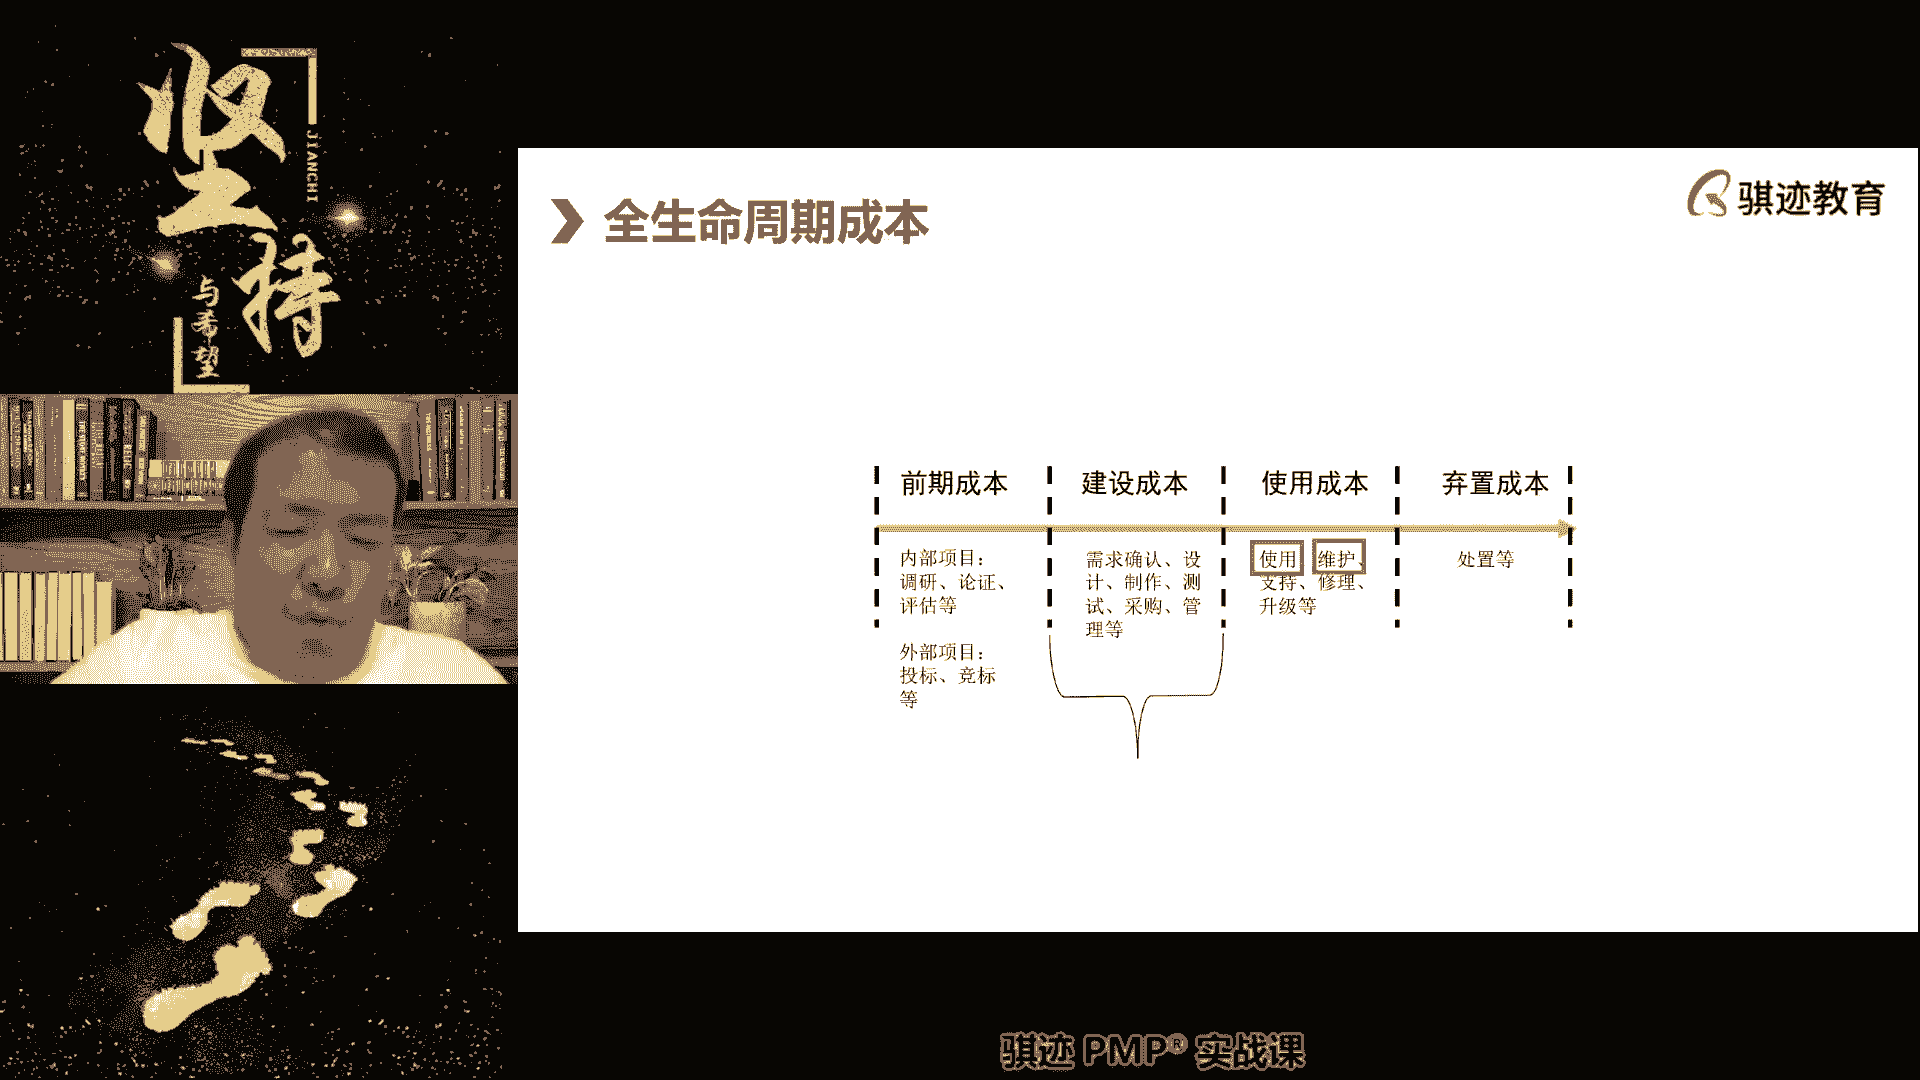 坚持
JIANCHI
与希望
骐迹教育
全生命周期成本
前期成本
建设成本
使用成本
弃置成本
内部项目：
调研、论证、
评估等
外部项目：
投标、竞标
等
需求确认、设
计、制作、测
试、采购、管
理等
使用、维护、
支持、修理、
升级等
处置等
骐迹 PMP® 实战课